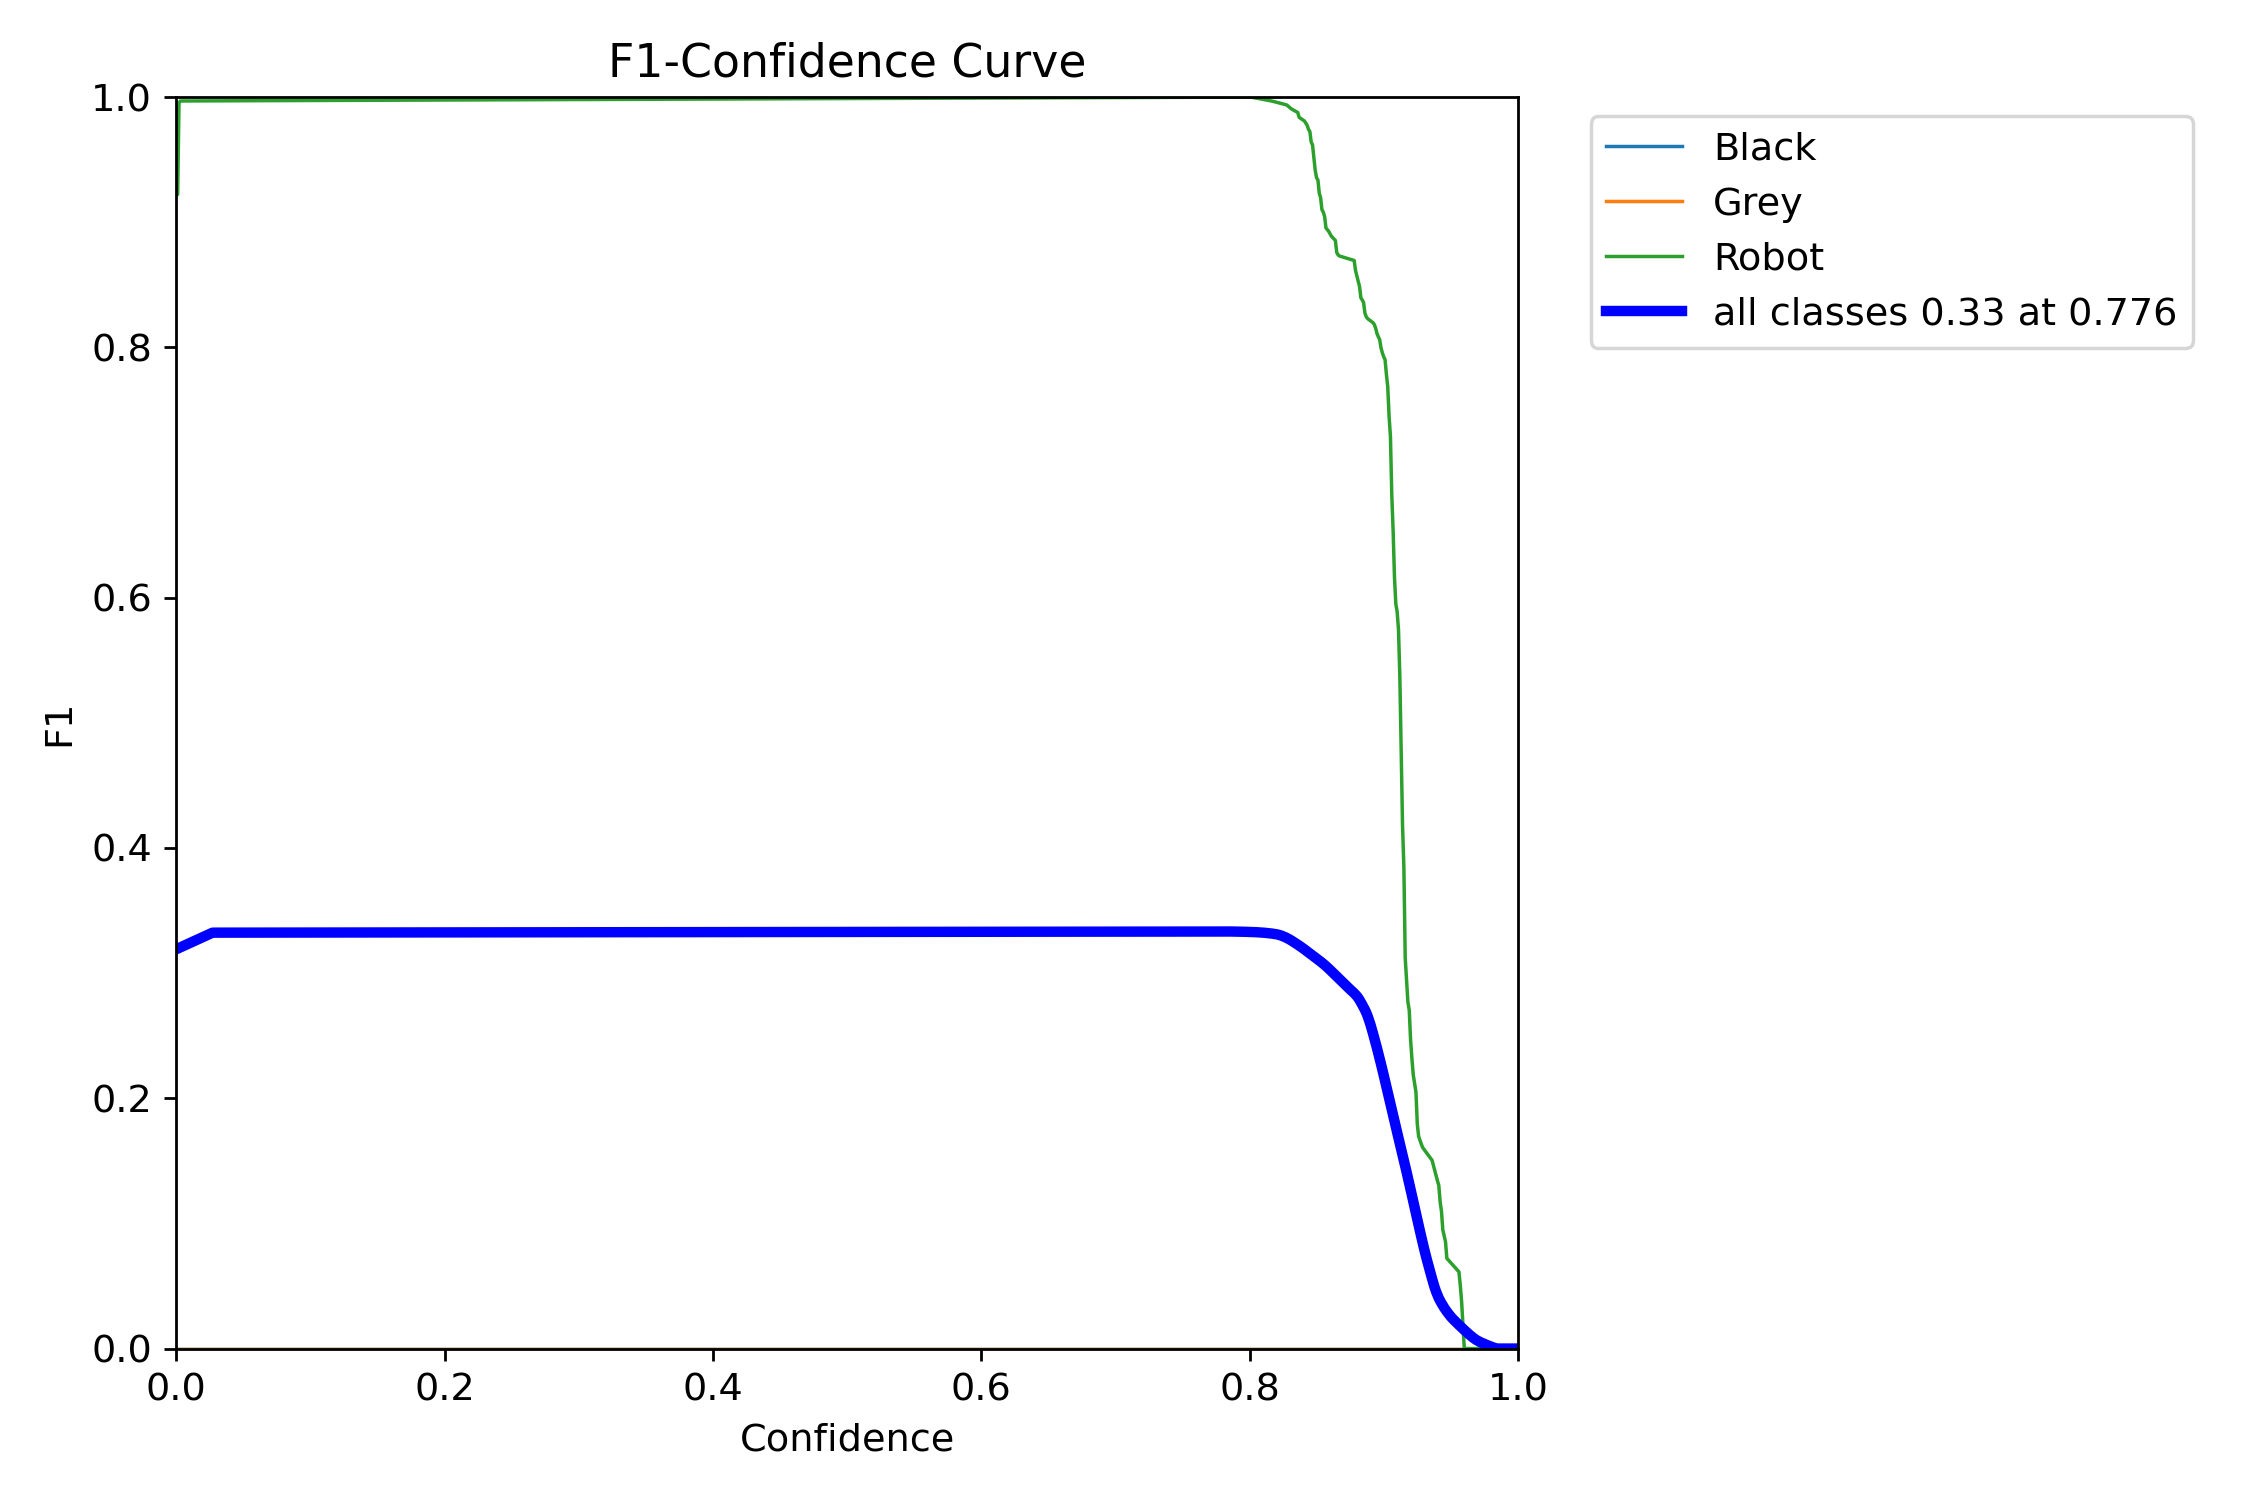 F1-Confidence Curve
1.0
0.8
0.6
0.4
0.2
0.0
F1
0.0 0.2 0.4 0.6 0.8 1.0
Confidence
Black
Grey
Robot
all classes 0.33 at 0.776